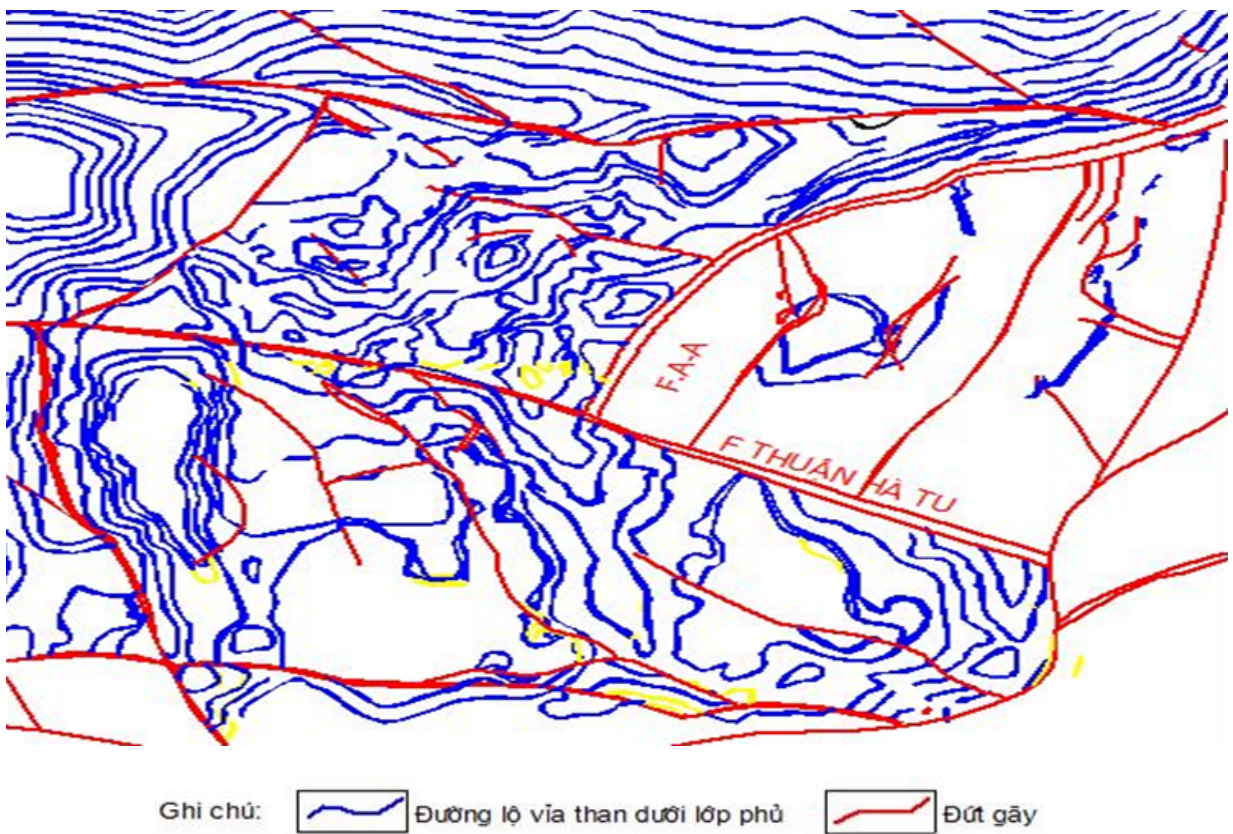 F.A-A
F THUẬN HÀ TU
Ghi chú: Đường lộ vỉa than dưới lớp phủ Đứt gãy